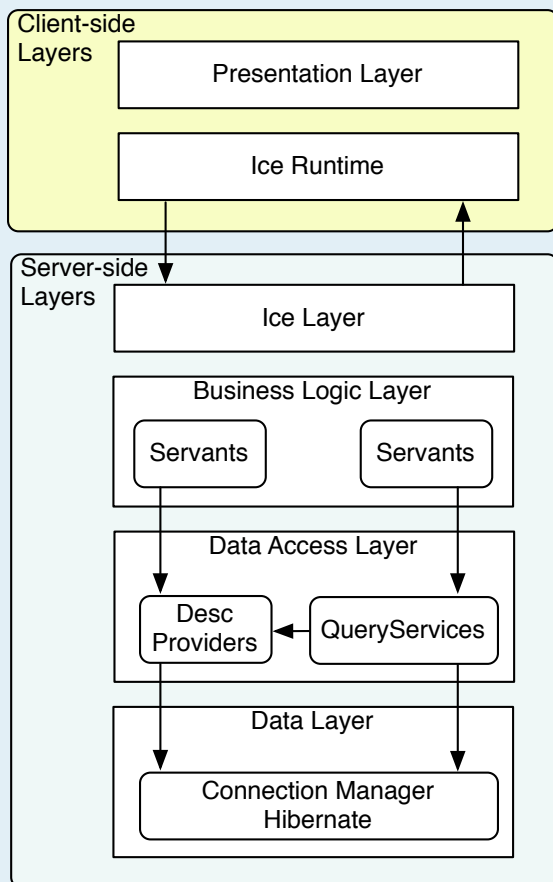 Client-side
Layers
Presentation Layer
Ice Runtime
Server-side
Layers
Ice Layer
Business Logic Layer
Servants
Servants
Data Access Layer
Desc
Providers
QueryServices
Data Layer
Connection Manager
Hibernate